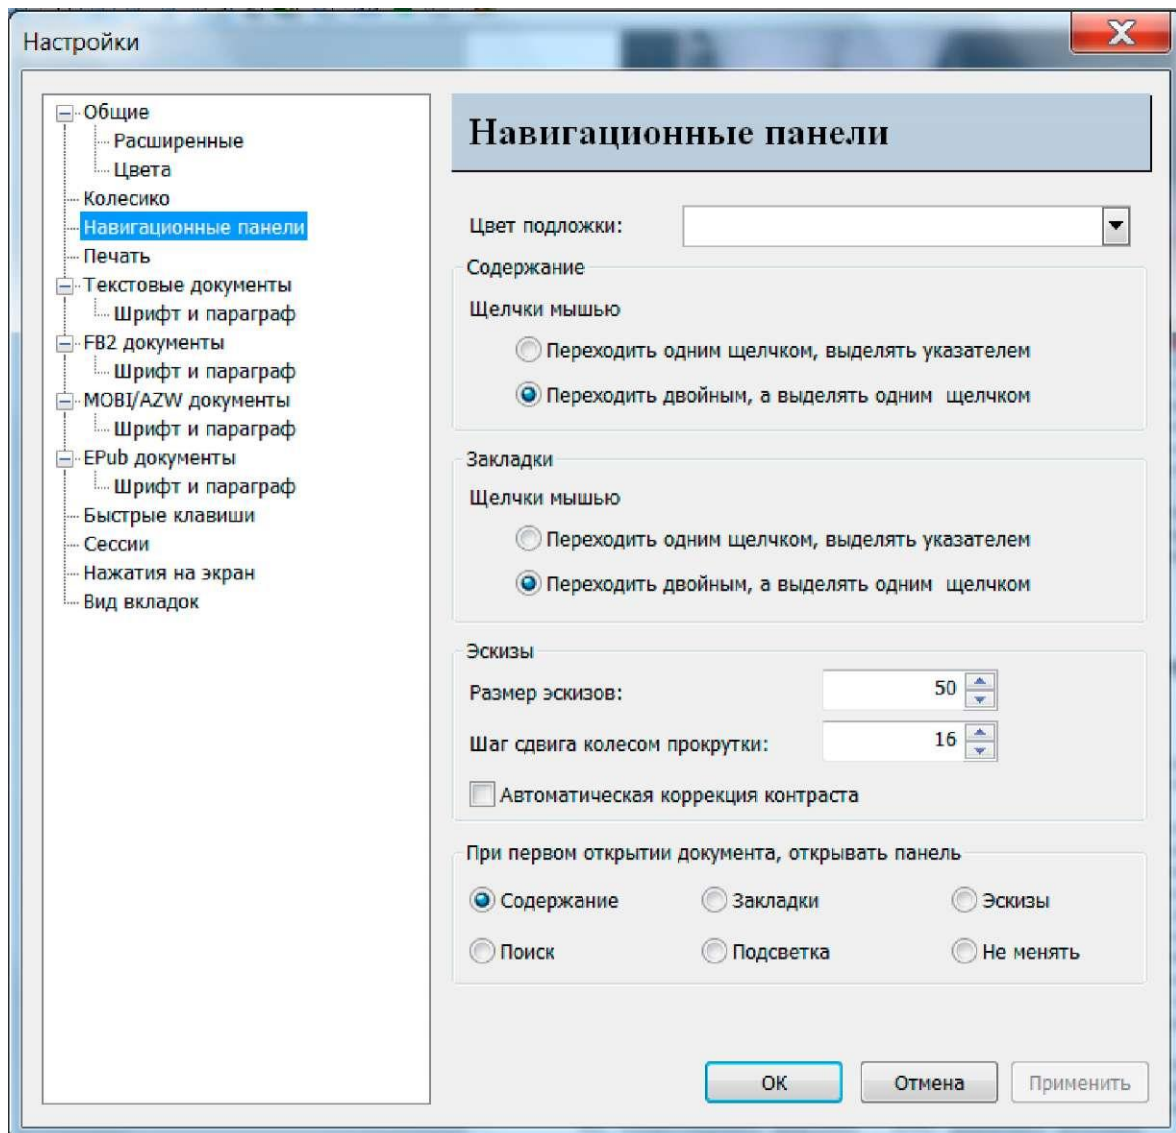 Настройки
Общие
Расширенные
Цвета
Колесико
Навигационные панели
Печать
Текстовые документы
Шрифт и параграф
FB2 документы
Шрифт и параграф
MOBI/AZW документы
Шрифт и параграф
EPub документы
Шрифт и параграф
Быстрые клавиши
Сессии
Нажатия на экран
Вид вкладок
Навигационные панели
Цвет подложки:
Содержание
Щелчки мышью
Переходить одним щелчком, выделять указателем
Переходить двойным, а выделять одним щелчком
Закладки
Щелчки мышью
Переходить одним щелчком, выделять указателем
Переходить двойным, а выделять одним щелчком
Эскизы
Размер эскизов: 50
Шаг сдвига колесом прокрутки: 16
Автоматическая коррекция контраста
При первом открытии документа, открывать панель
Содержание Закладки Эскизы
Поиск Подсветка Не менять
ОК Отмена Применить